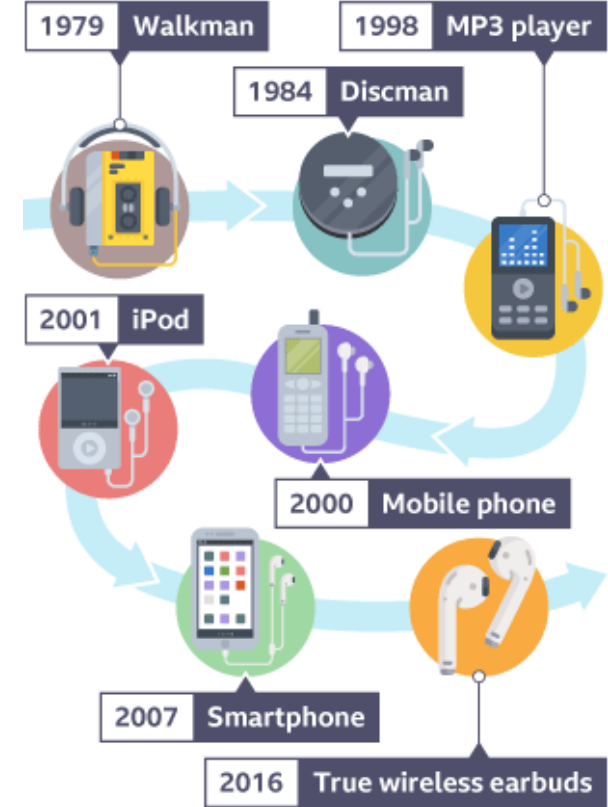 1979 Walkman
1998 MP3 player
1984 Discman
2001 iPod
2000 Mobile phone
2007 Smartphone
2016 True wireless earbuds